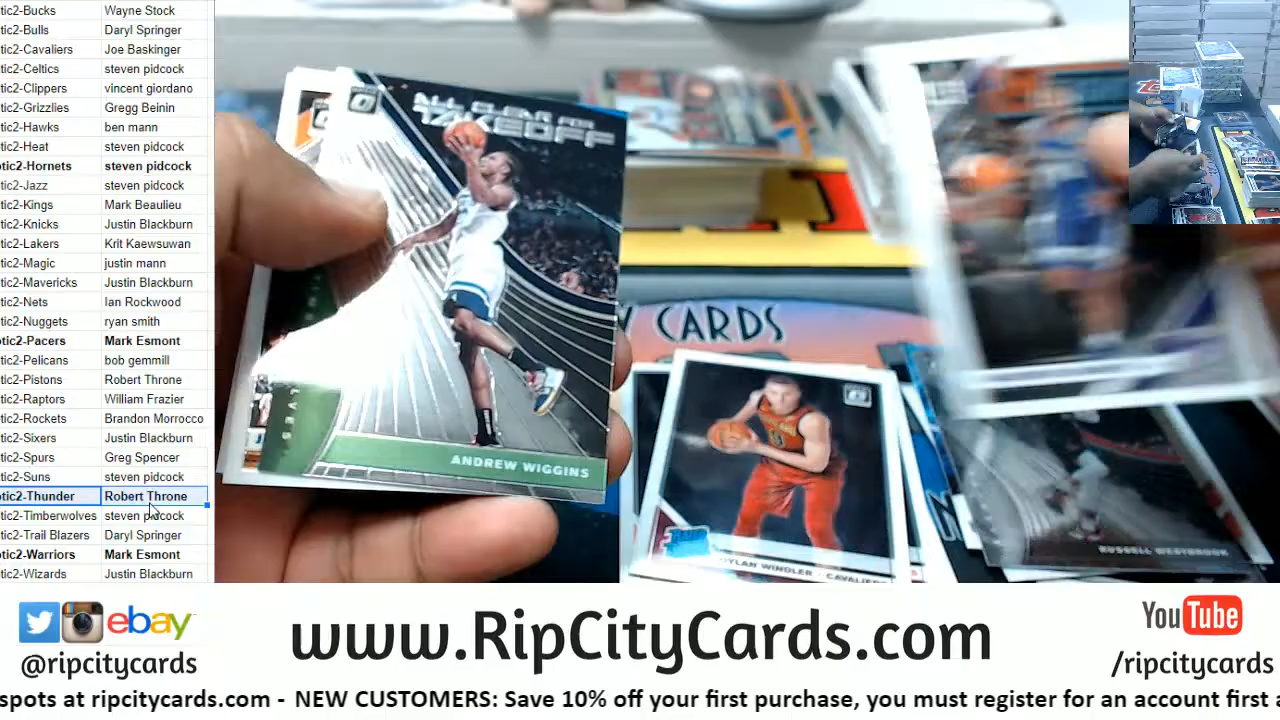 tic2-Bucks Wayne Stock
tic2-Bulls Daryl Springer
tic2-Cavaliers Joe Baskinger
tic2-Celtics steven pidcock
tic2-Clippers vincent giordano
tic2-Grizzlies Gregg Beinin
tic2-Hawks ben mann
tic2-Heat steven pidcock
otic2-Hornets steven pidcock
tic2-Jazz steven pidcock
tic2-Kings Mark Beaulieu
tic2-Knicks Justin Blackburn
tic2-Lakers Krit Kaewsuwan
tic2-Magic justin mann
tic2-Mavericks Justin Blackburn
tic2-Nets Ian Rockwood
tic2-Nuggets ryan smith
otic2-Pacers Mark Esmont
tic2-Pelicans bob gemmill
tic2-Pistons Robert Throne
tic2-Raptors William Frazier
tic2-Rockets Brandon Morrocco
tic2-Sixers Justin Blackburn
tic2-Spurs Greg Spencer
tic2-Suns steven pidcock
otic2-Thunder Robert Throne
tic2-Timberwolves steven pidcock
tic2-Trail Blazers Daryl Springer
otic2-Warriors Mark Esmont
tic2-Wizards Justin Blackburn
ALL CLEAR FOR
TAKEOFF
ANDREW WIGGINS
CARDS
DYLAN WINDLER - CAVALIERS
RUSSELL WESTBROOK
ebay
@ripcitycards
www.RipCityCards.com
YouTube
/ripcitycards
spots at ripcitycards.com - NEW CUSTOMERS: Save 10% off your first purchase, you must register for an account first a